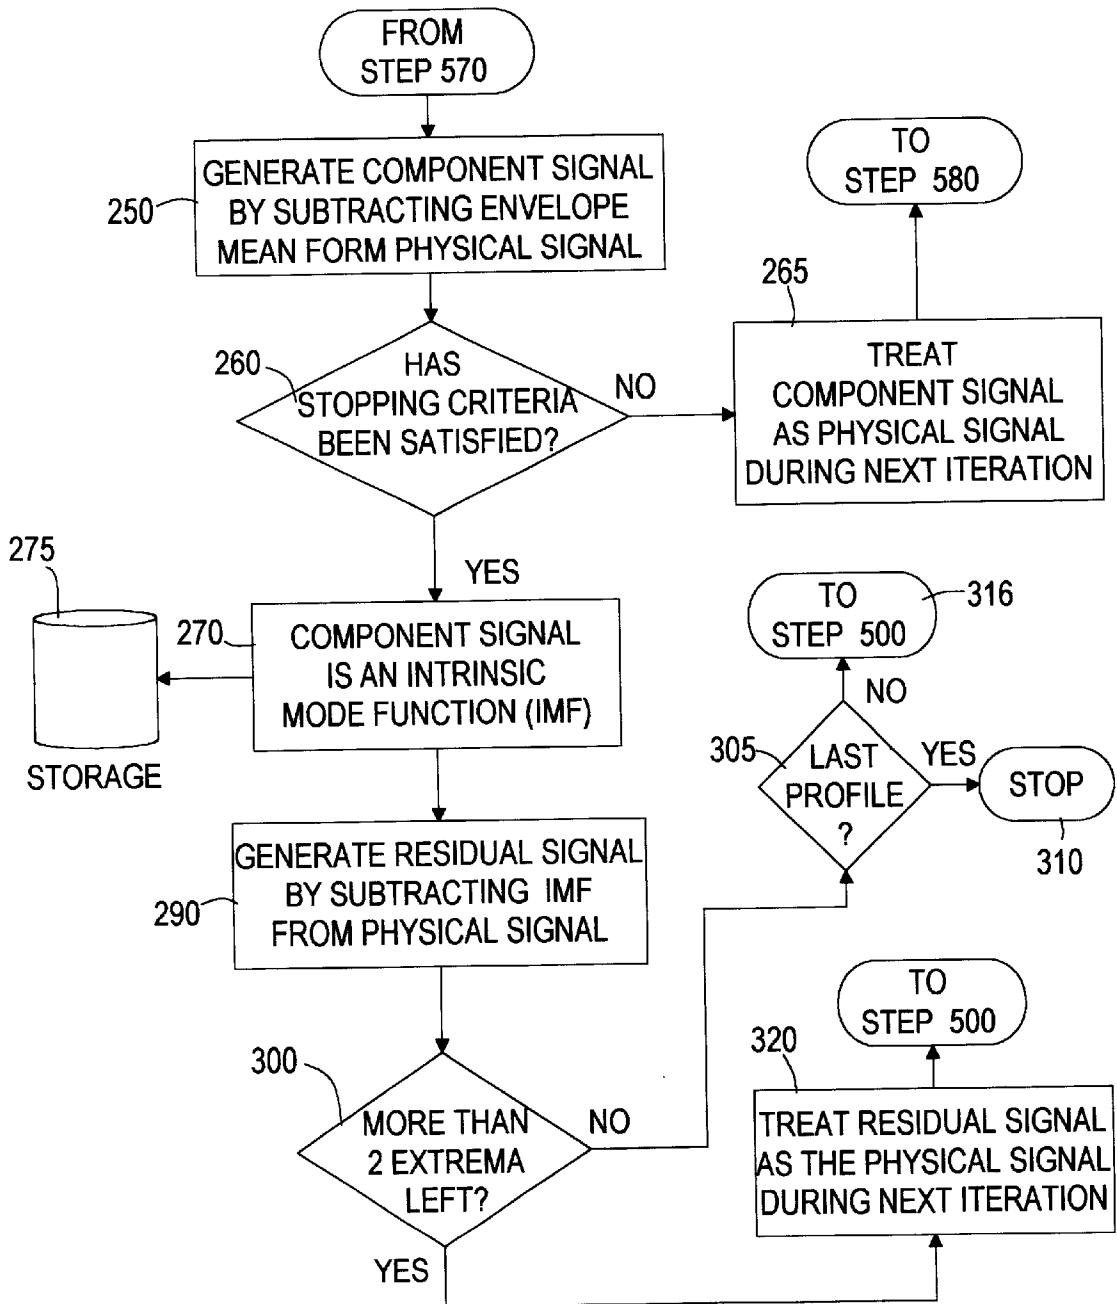 FROM
STEP 570
250
GENERATE COMPONENT SIGNAL
BY SUBTRACTING ENVELOPE
MEAN FORM PHYSICAL SIGNAL
TO
STEP 580
260
HAS
STOPPING CRITERIA
BEEN SATISFIED?
NO
265
TREAT
COMPONENT SIGNAL
AS PHYSICAL SIGNAL
DURING NEXT ITERATION
YES
275
STORAGE
270
COMPONENT SIGNAL
IS AN INTRINSIC
MODE FUNCTION (IMF)
TO
STEP 500
316
NO
305
LAST
PROFILE
?
YES
STOP
310
290
GENERATE RESIDUAL SIGNAL
BY SUBTRACTING IMF
FROM PHYSICAL SIGNAL
300
MORE THAN
2 EXTREMA
LEFT?
NO
YES
TO
STEP 500
320
TREAT RESIDUAL SIGNAL
AS THE PHYSICAL SIGNAL
DURING NEXT ITERATION